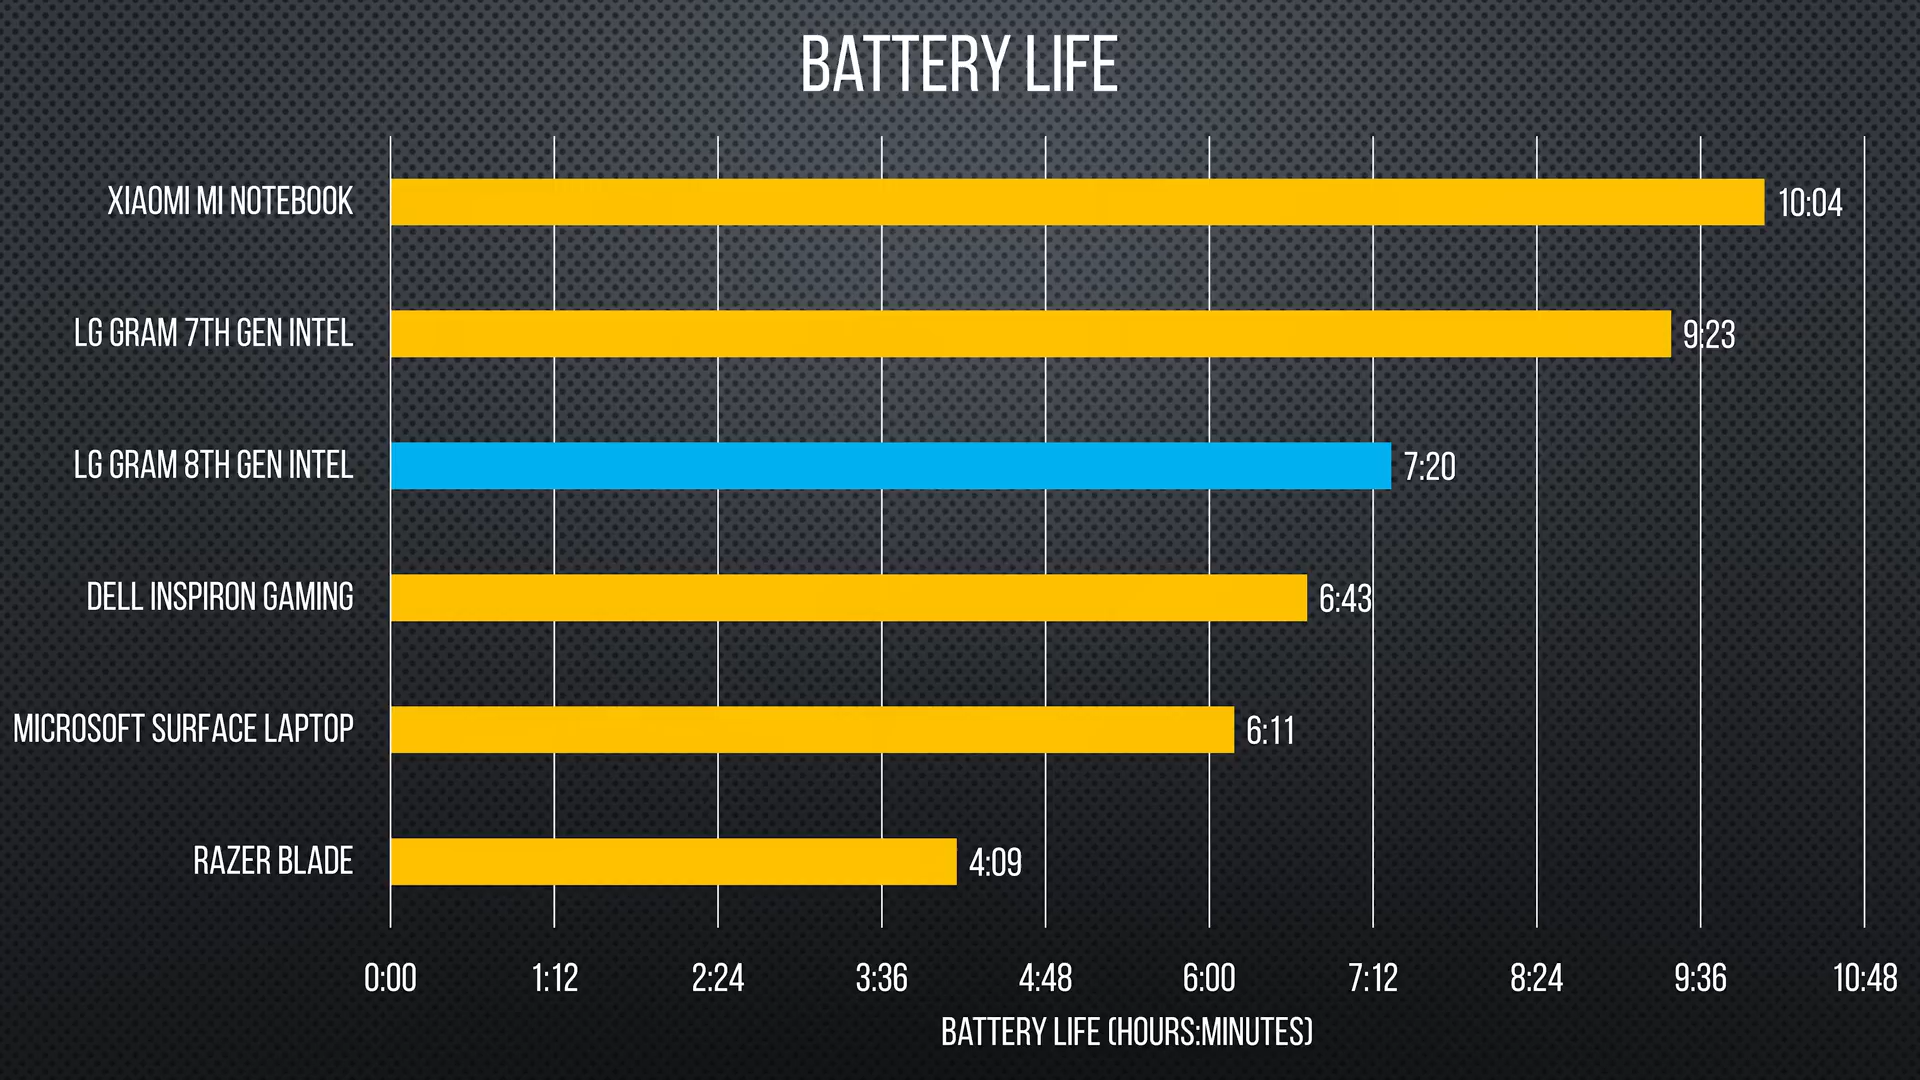 BATTERY LIFE
XIAOMI MI NOTEBOOK 10:04
LG GRAM 7TH GEN INTEL 9:23
LG GRAM 8TH GEN INTEL 7:20
DELL INSPIRON GAMING 6:43
MICROSOFT SURFACE LAPTOP 6:11
RAZER BLADE 4:09
0:00 1:12 2:24 3:36 4:48 6:00 7:12 8:24 9:36 10:48
BATTERY LIFE (HOURS:MINUTES)